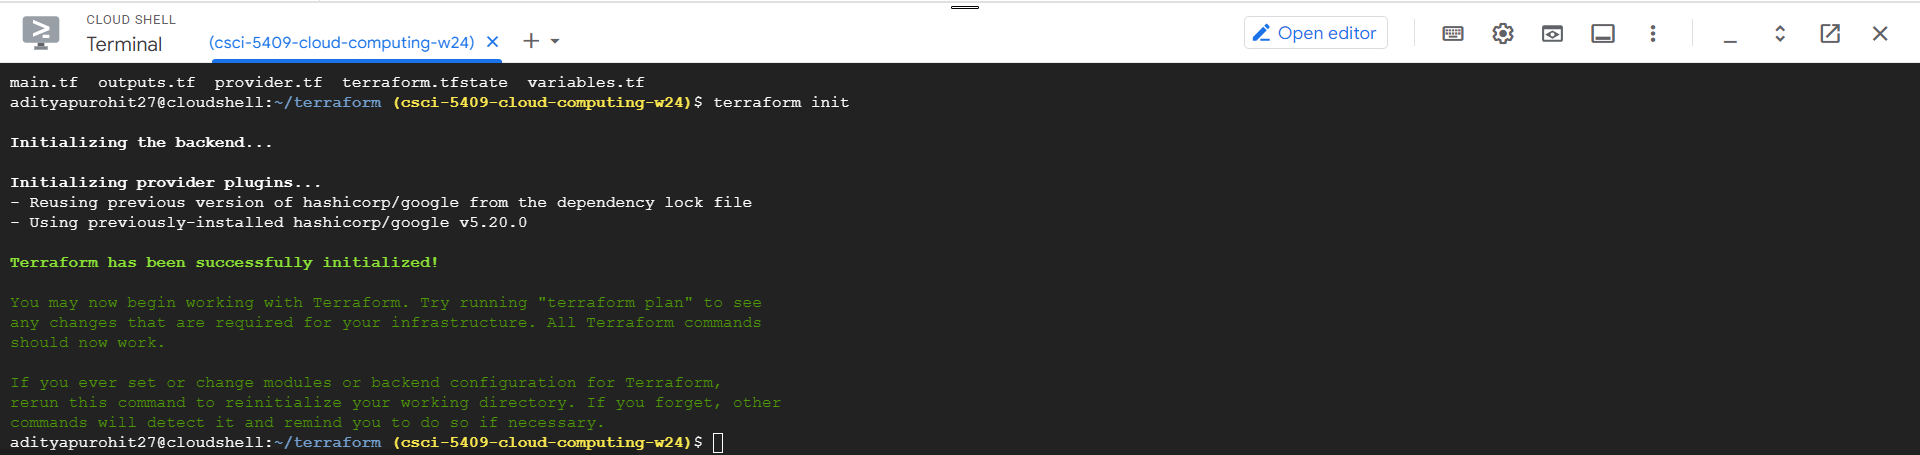 CLOUD SHELL
Terminal
(csci-5409-cloud-computing-w24)
Open editor
main.tf outputs.tf provider.tf terraform.tfstate variables.tf
adityapurohit27@cloudshell:~/terraform (csci-5409-cloud-computing-w24)$ terraform init
Initializing the backend...
Initializing provider plugins...
- Reusing previous version of hashicorp/google from the dependency lock file
- Using previously-installed hashicorp/google v5.20.0
Terraform has been successfully initialized!
You may now begin working with Terraform. Try running "terraform plan" to see
any changes that are required for your infrastructure. All Terraform commands
should now work.
If you ever set or change modules or backend configuration for Terraform,
rerun this command to reinitialize your working directory. If you forget, other
commands will detect it and remind you to do so if necessary.
adityapurohit27@cloudshell:~/terraform (csci-5409-cloud-computing-w24)$